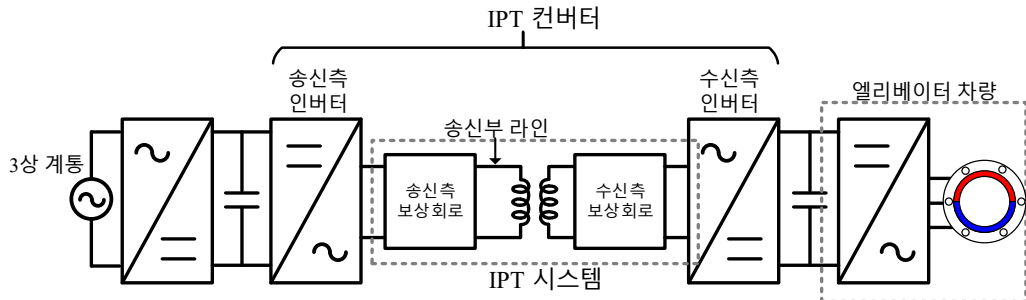 IPT 컨버터
송신측
인버터
수신측
인버터
엘리베이터 차량
송신부 라인
3상 계통
송신측
보상회로
수신측
보상회로
IPT 시스템